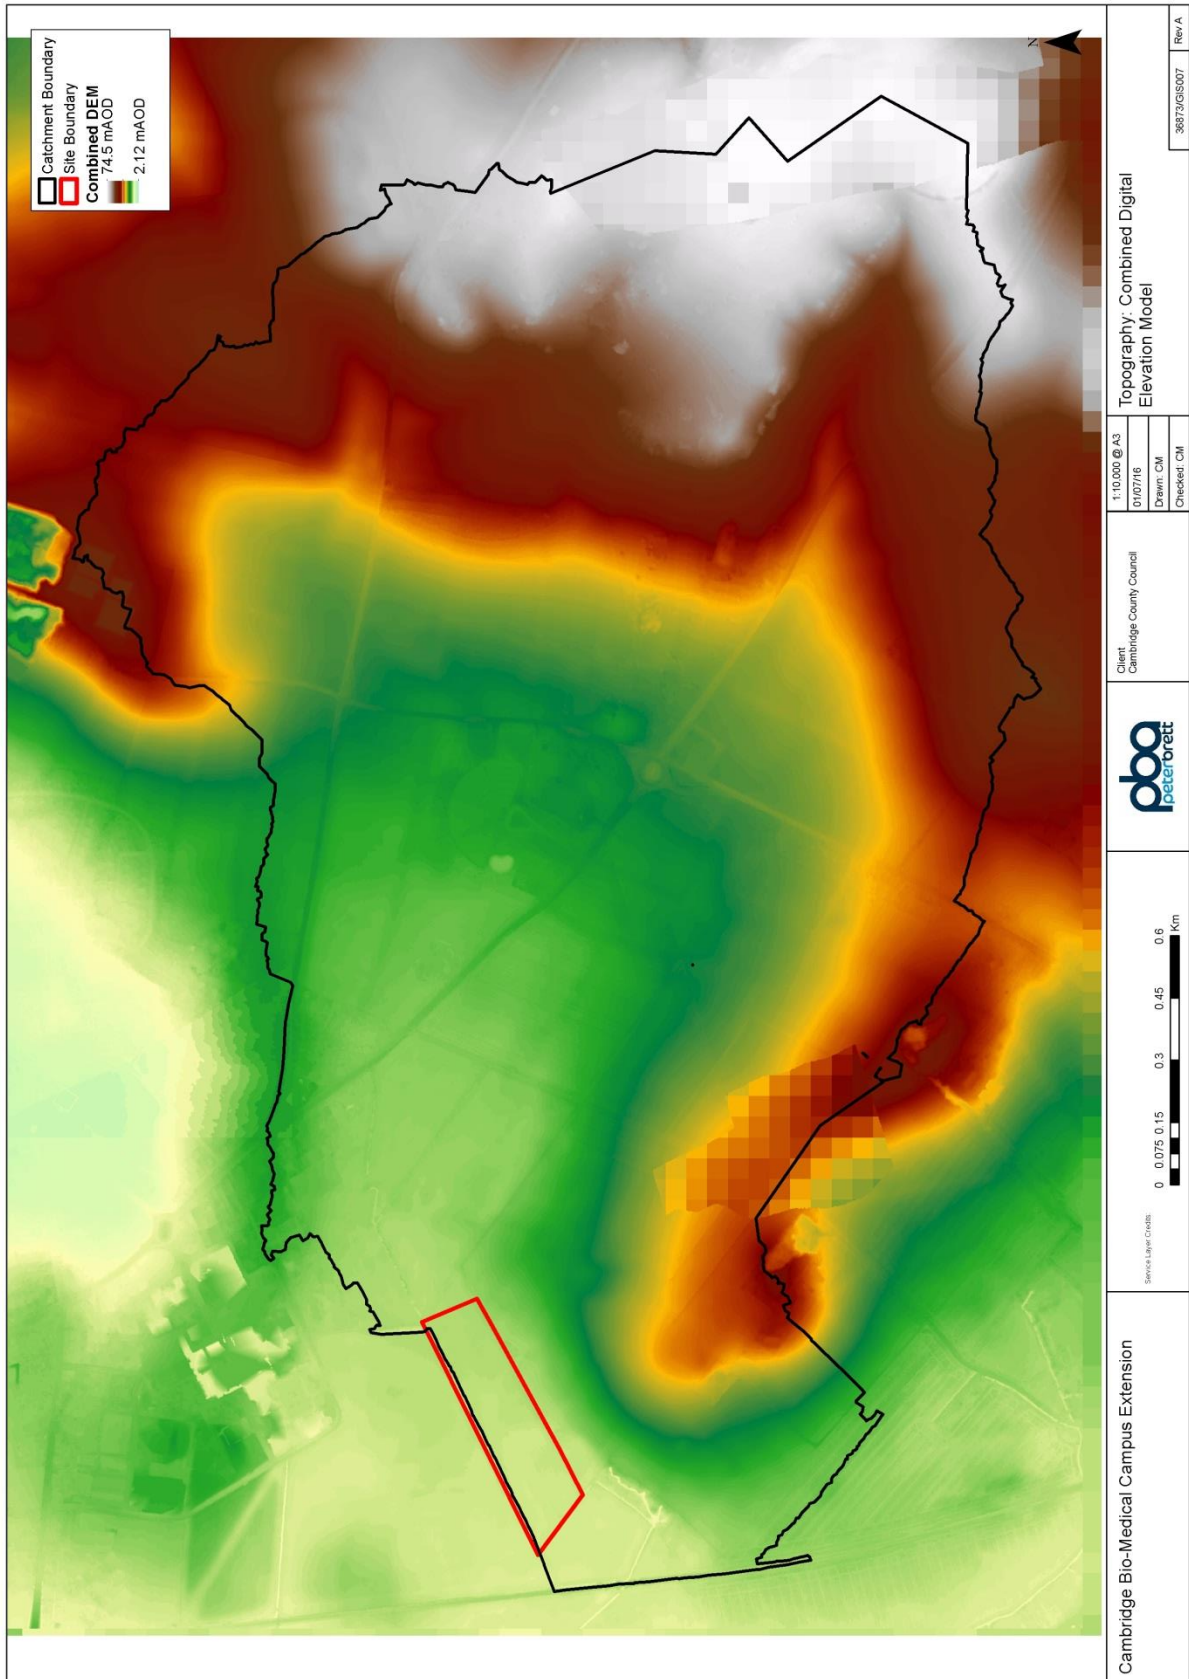 Catchment Boundary
Site Boundary
Combined DEM
74.5 mAOD
2.12 mAOD
N
Cambridge Bio-Medical Campus Extension
Service Layer Credits:
0 0.075 0.15 0.3 0.45 0.6
Km
pba
peterbrett
Client
Cambridge County Council
1:10,000 @ A3
01/07/16
Drawn: CM
Checked: CM
Topography: Combined Digital
Elevation Model
36873/GIS007
Rev A